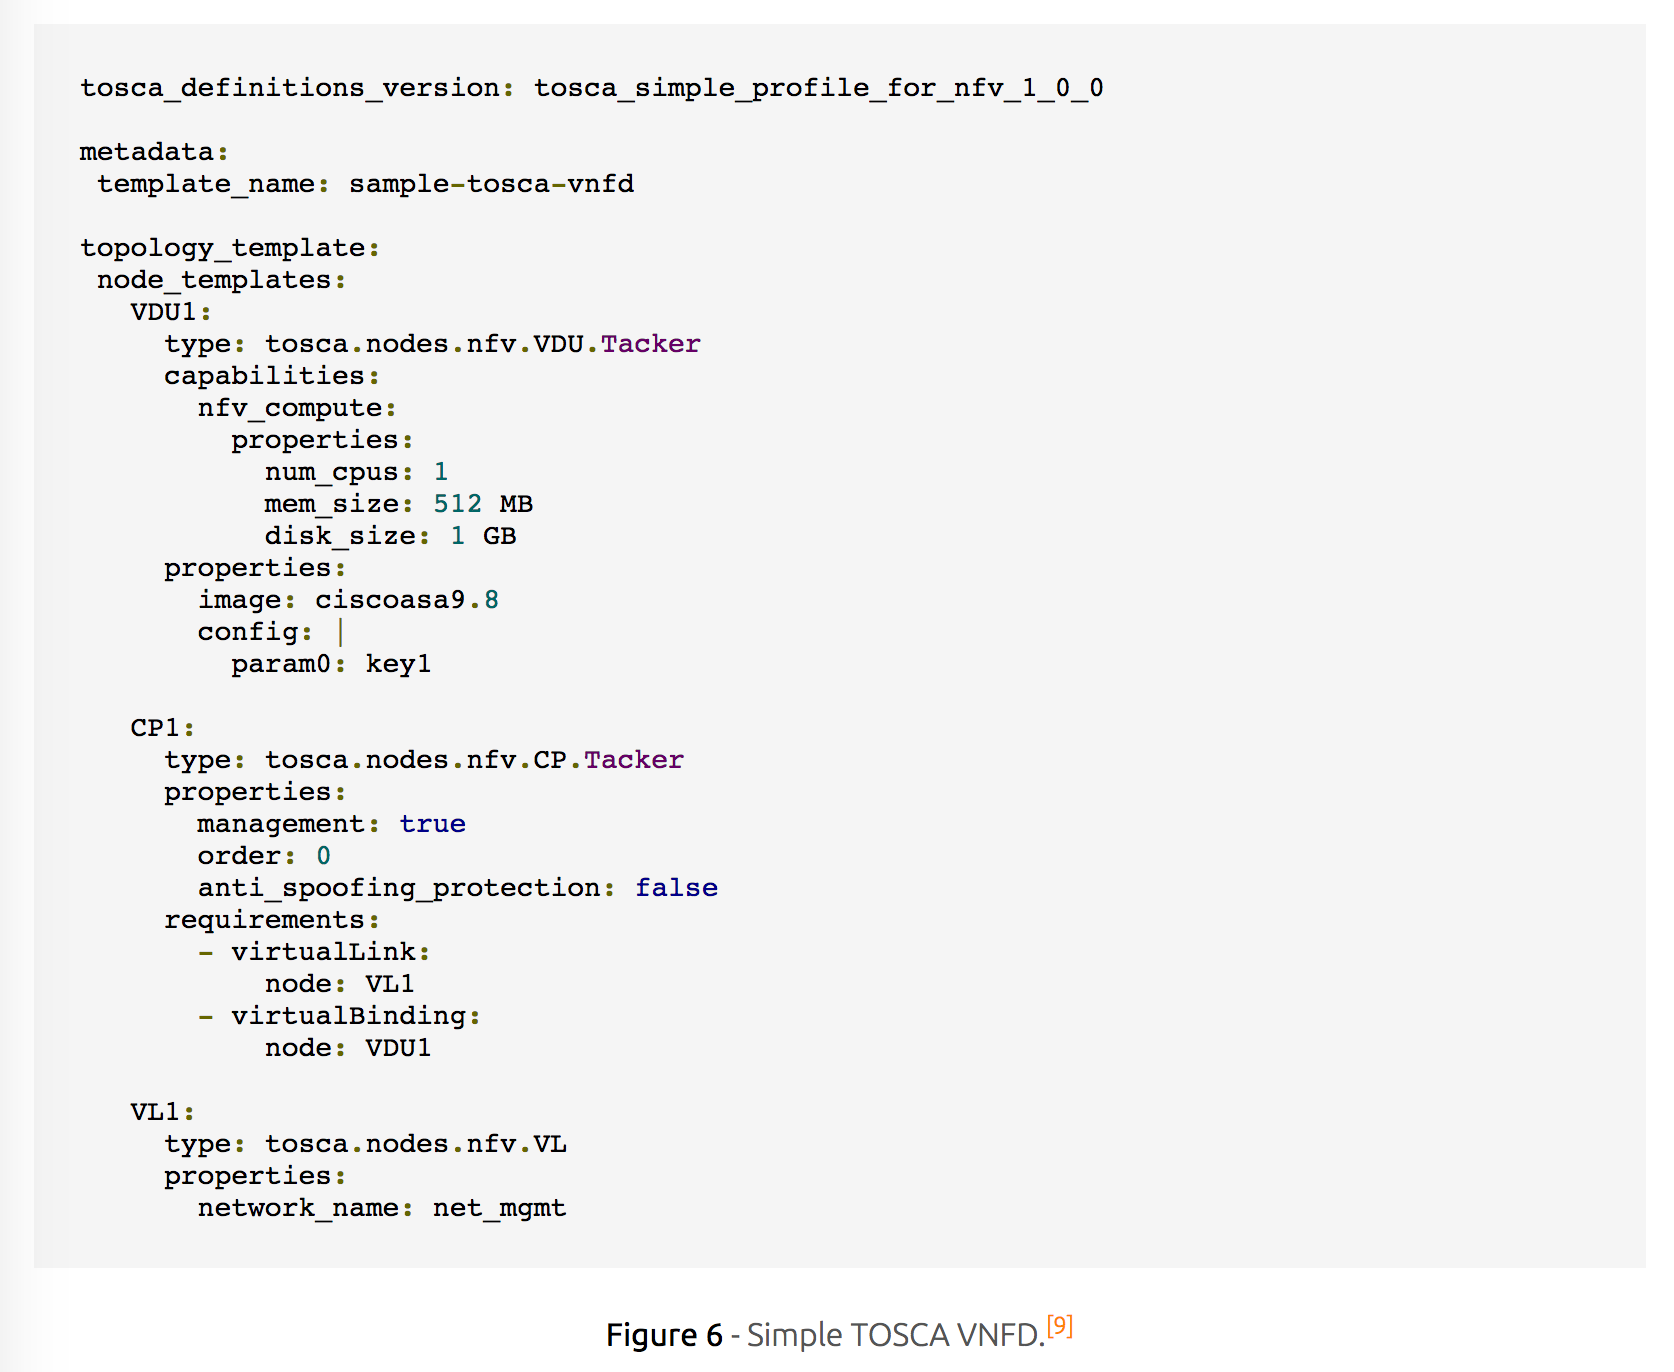 tosca_definitions_version: tosca_simple_profile_for_nfv_1_0_0
metadata:
 template_name: sample-tosca-vnfd
topology_template:
 node_templates:
   VDU1:
     type: tosca.nodes.nfv.VDU.Tacker
     capabilities:
       nfv_compute:
         properties:
           num_cpus: 1
           mem_size: 512 MB
           disk_size: 1 GB
     properties:
       image: ciscoasa9.8
       config: |
         param0: key1
   CP1:
     type: tosca.nodes.nfv.CP.Tacker
     properties:
       management: true
       order: 0
       anti_spoofing_protection: false
     requirements:
       - virtualLink:
           node: VL1
       - virtualBinding:
           node: VDU1
   VL1:
     type: tosca.nodes.nfv.VL
     properties:
       network_name: net_mgmt
Figure 6 - Simple TOSCA VNFD.[9]